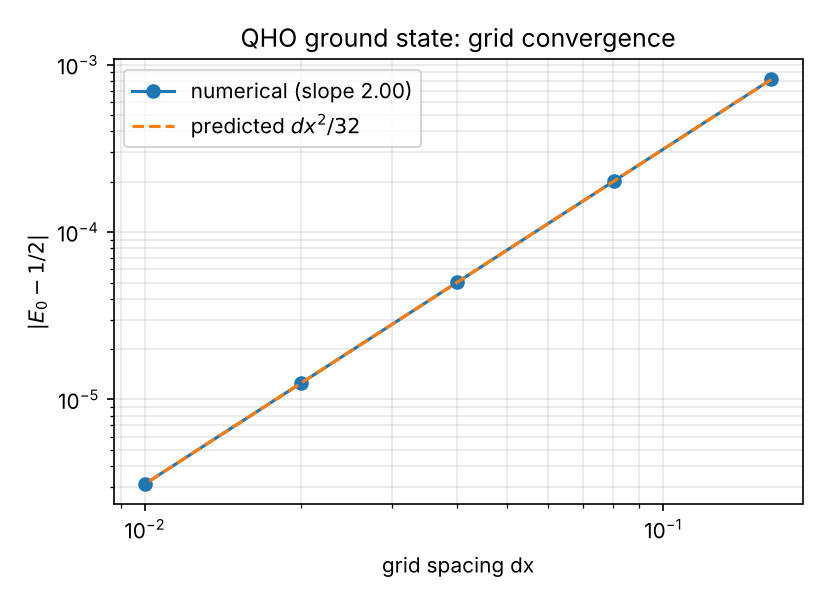 QHO ground state: grid convergence
numerical (slope 2.00)
predicted dx²/32
|E₀ − 1/2|
10⁻³
10⁻⁴
10⁻⁵
10⁻²
10⁻¹
grid spacing dx